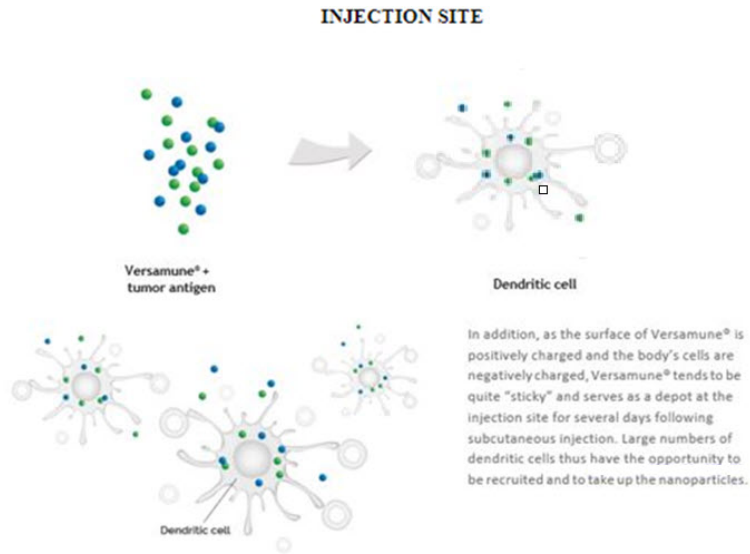 INJECTION SITE
Versamune® +
tumor antigen
Dendritic cell
In addition, as the surface of Versamune® is
positively charged and the body's cells are
negatively charged, Versamune® tends to be
quite "sticky" and serves as a depot at the
injection site for several days following
subcutaneous injection. Large numbers of
dendritic cells thus have the opportunity to
be recruited and to take up the nanoparticles.
Dendritic cell